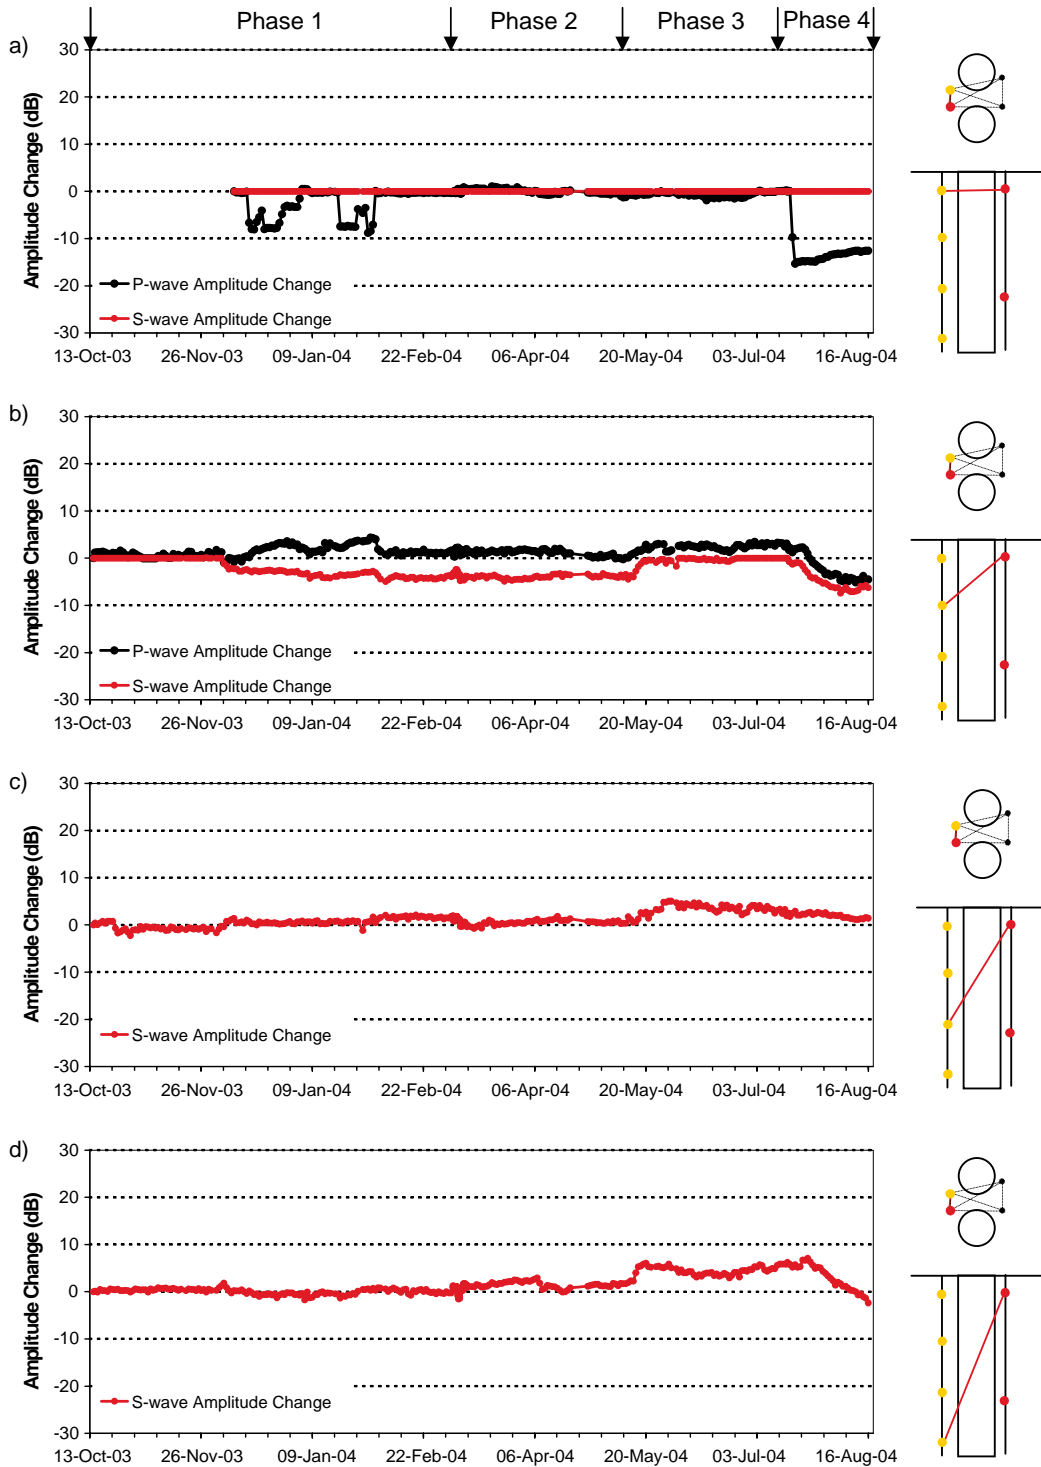 Phase 1 Phase 2 Phase 3 Phase 4
a)
Amplitude Change (dB)
30
20
10
0
-10
-20
-30
P-wave Amplitude Change
S-wave Amplitude Change
13-Oct-03 26-Nov-03 09-Jan-04 22-Feb-04 06-Apr-04 20-May-04 03-Jul-04 16-Aug-04
b)
Amplitude Change (dB)
30
20
10
0
-10
-20
-30
P-wave Amplitude Change
S-wave Amplitude Change
13-Oct-03 26-Nov-03 09-Jan-04 22-Feb-04 06-Apr-04 20-May-04 03-Jul-04 16-Aug-04
c)
Amplitude Change (dB)
30
20
10
0
-10
-20
-30
S-wave Amplitude Change
13-Oct-03 26-Nov-03 09-Jan-04 22-Feb-04 06-Apr-04 20-May-04 03-Jul-04 16-Aug-04
d)
Amplitude Change (dB)
30
20
10
0
-10
-20
-30
S-wave Amplitude Change
13-Oct-03 26-Nov-03 09-Jan-04 22-Feb-04 06-Apr-04 20-May-04 03-Jul-04 16-Aug-04